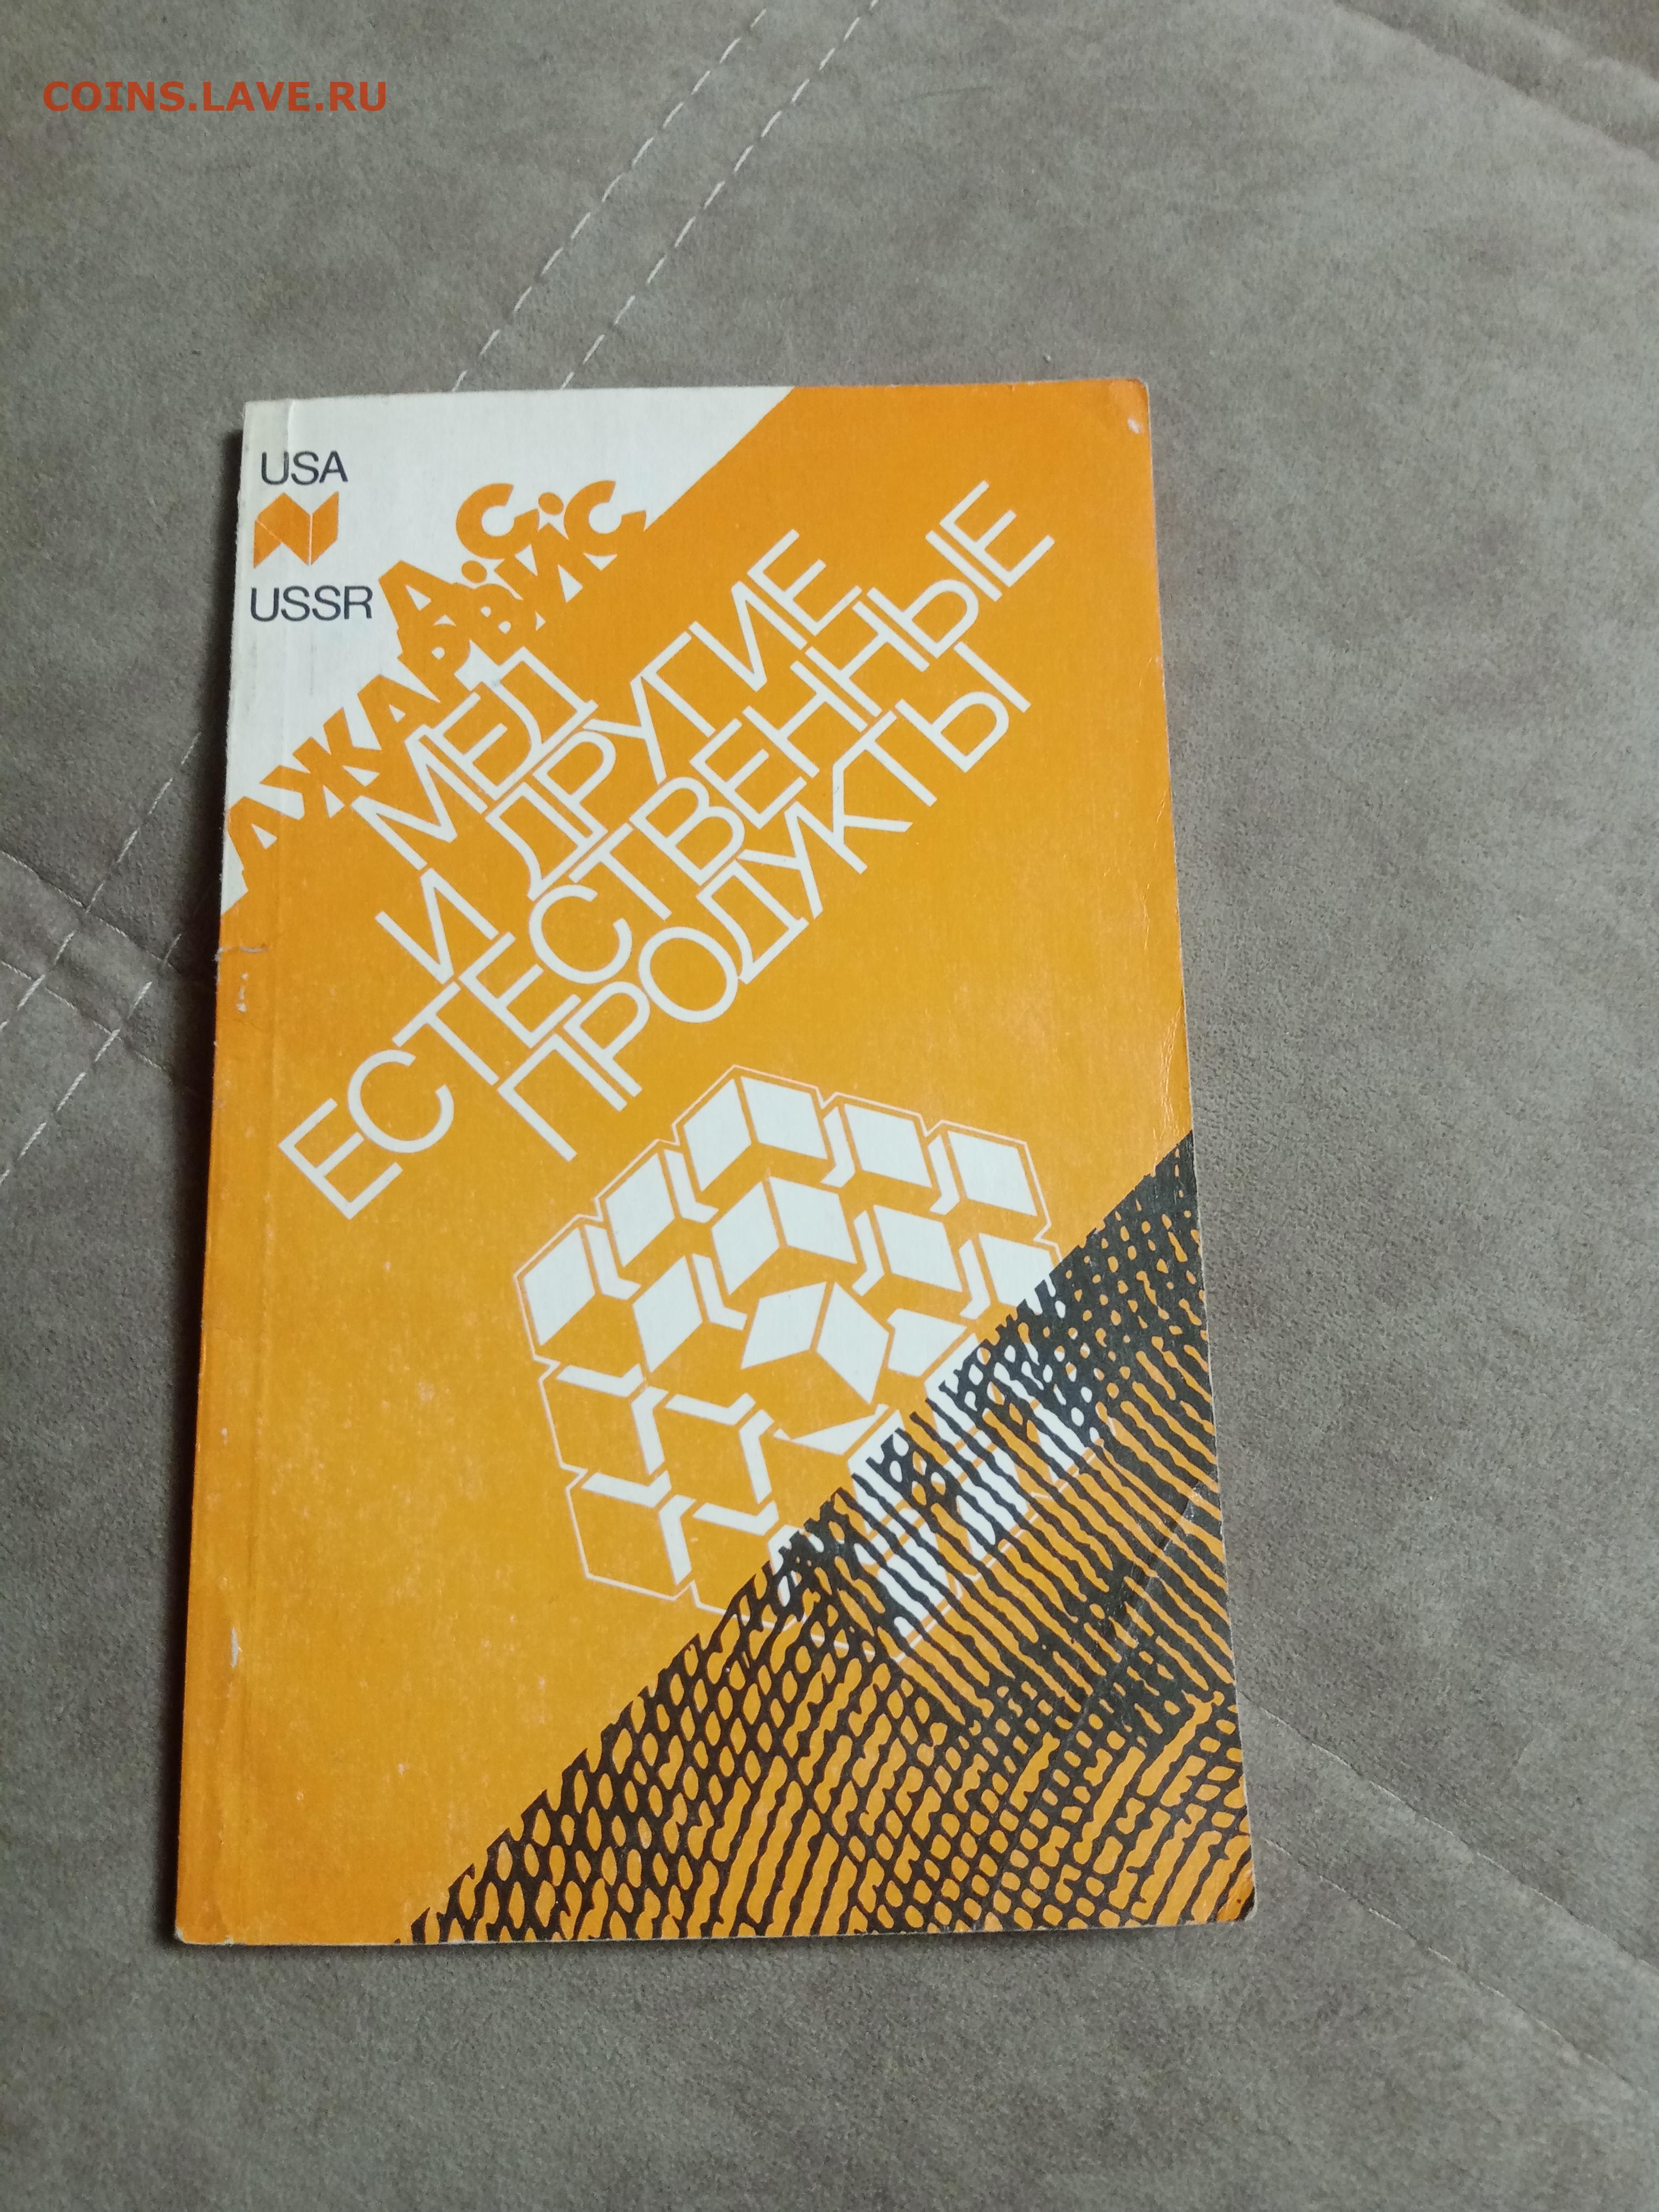 COINS.LAVE.RU
USA
USSR
Д.С.
ДЖАРВИС
МЕД
И ДРУГИЕ
ЕСТЕСТВЕННЫЕ
ПРОДУКТЫ